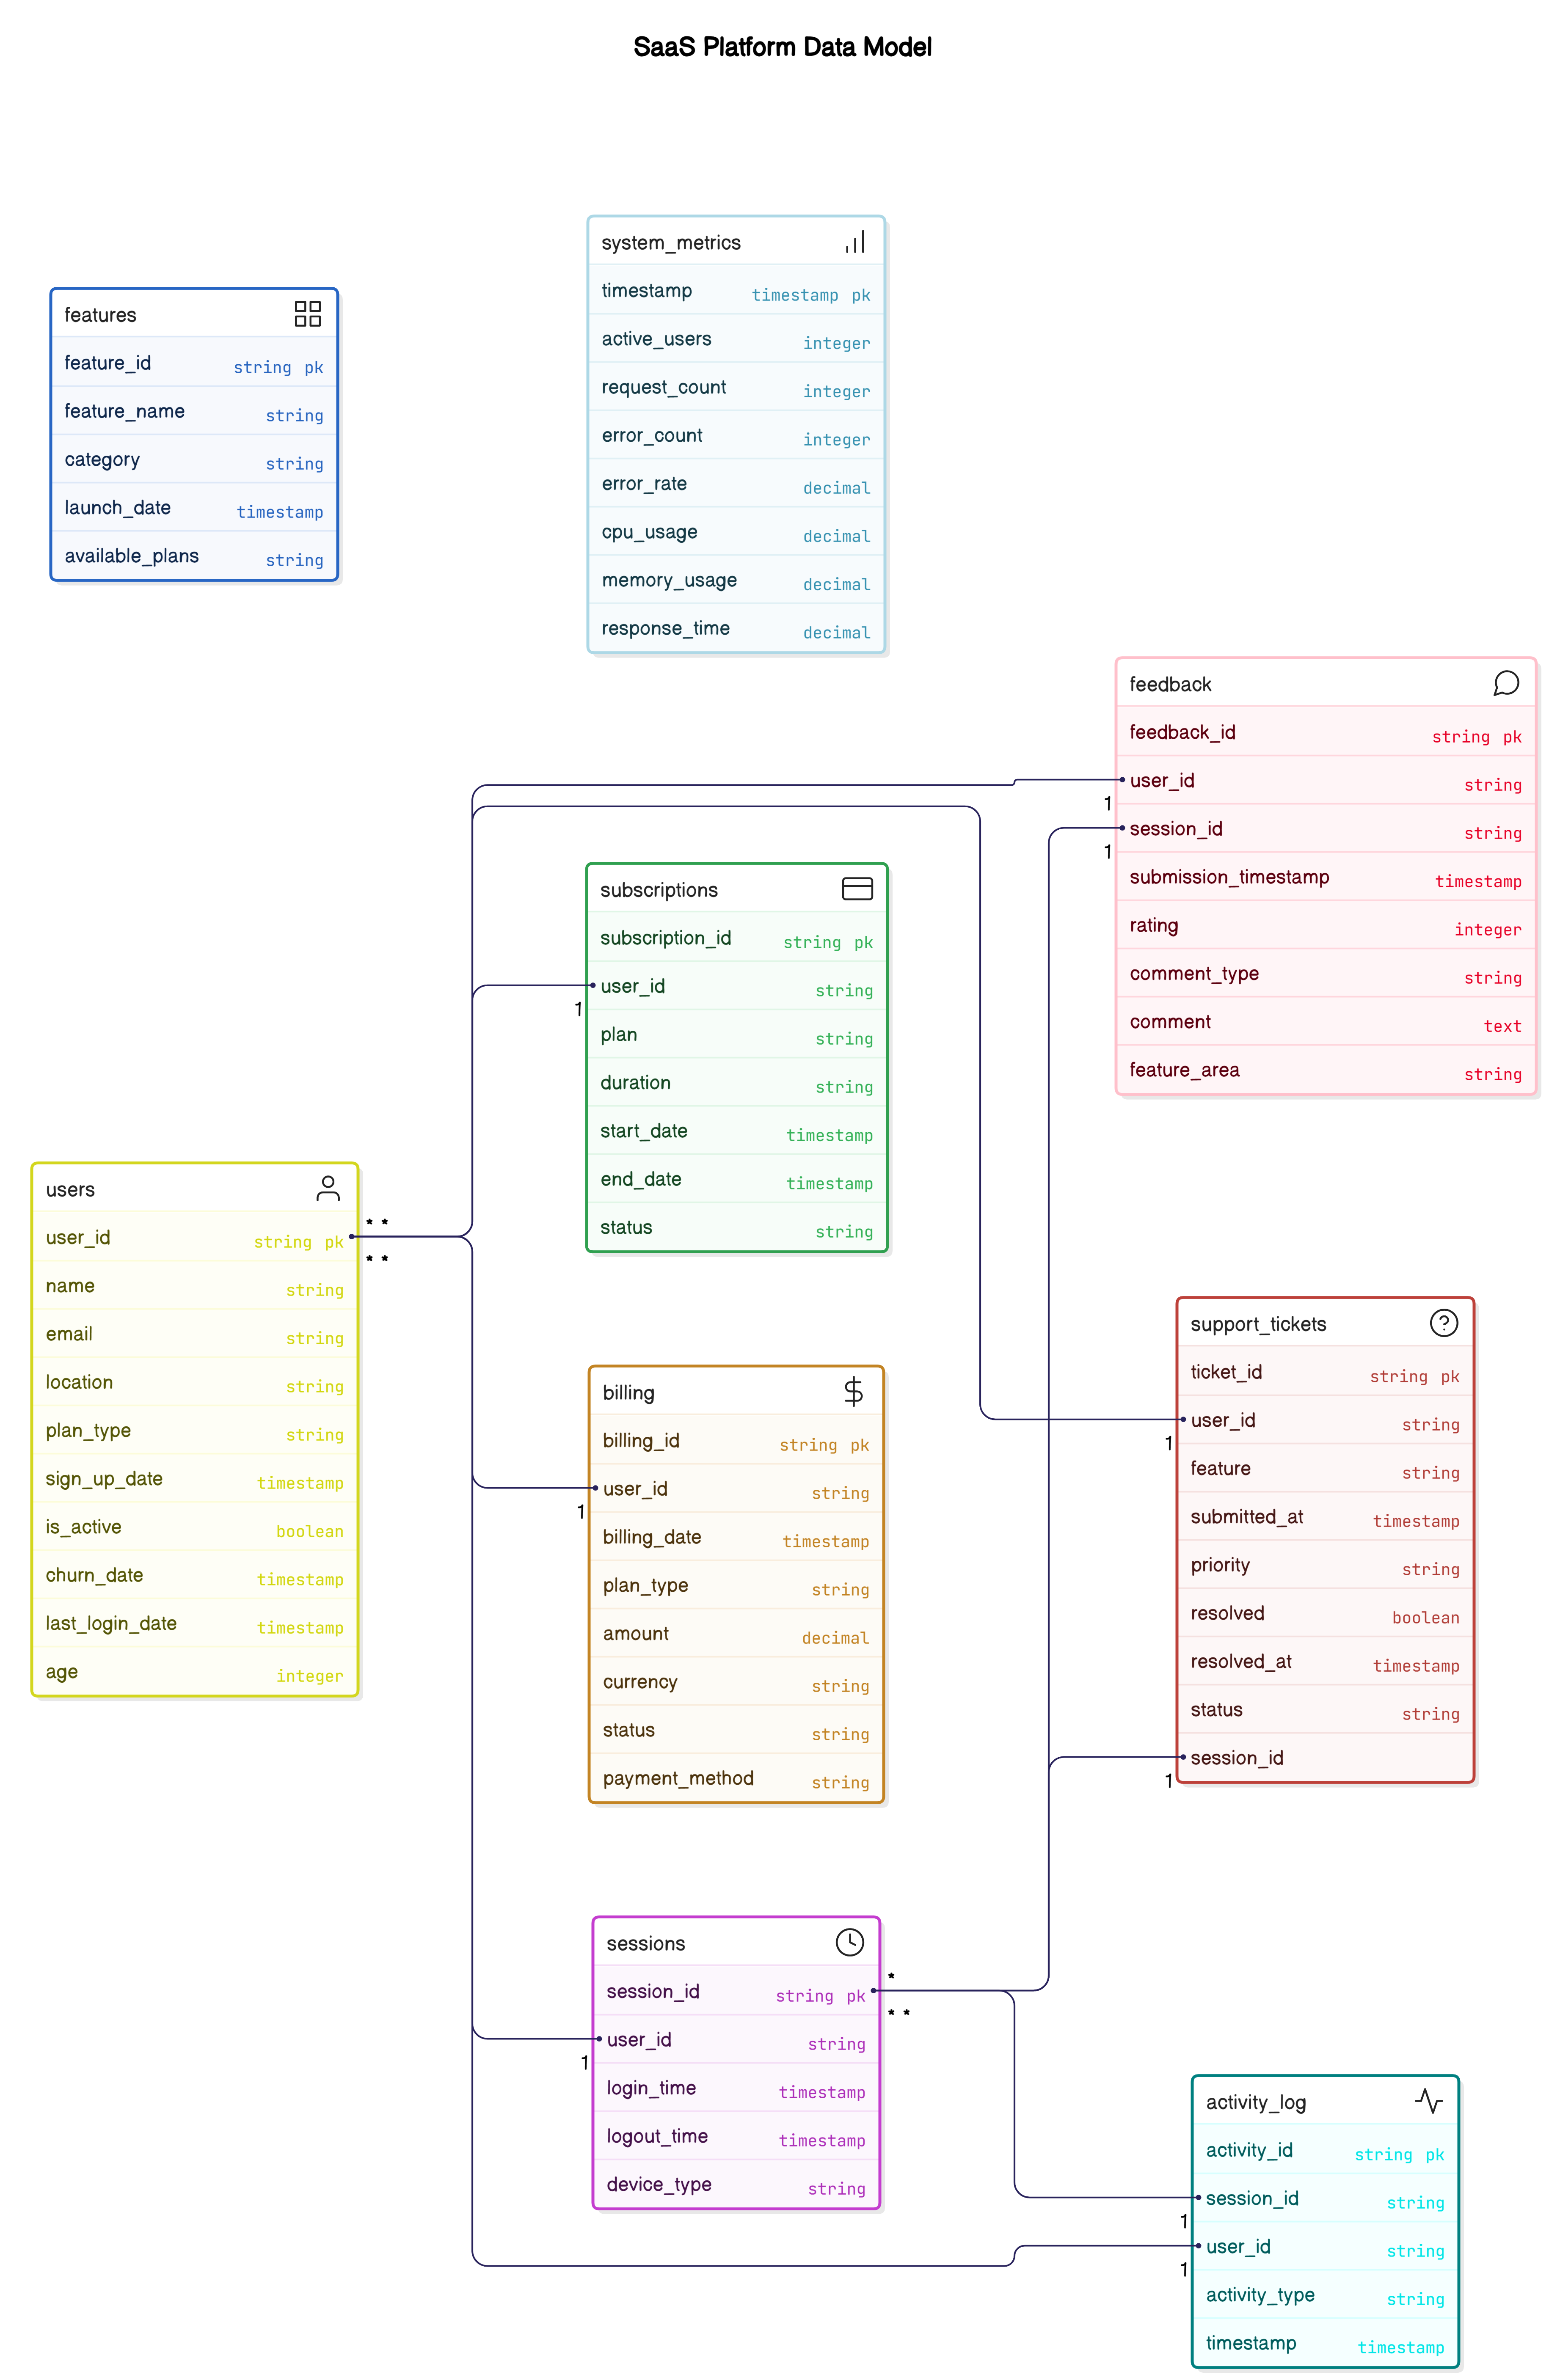 SaaS Platform Data Model
system_metrics
timestamp timestamp pk
active_users integer
request_count integer
error_count integer
error_rate decimal
cpu_usage decimal
memory_usage decimal
response_time decimal
features
feature_id string pk
feature_name string
category string
launch_date timestamp
available_plans string
feedback
feedback_id string pk
user_id string
1
session_id string
1
submission_timestamp timestamp
rating integer
comment_type string
comment text
feature_area string
subscriptions
subscription_id string pk
user_id string
1
plan string
duration string
start_date timestamp
end_date timestamp
status string
users
* *
user_id string pk
* *
name string
email string
location string
plan_type string
sign_up_date timestamp
is_active boolean
churn_date timestamp
last_login_date timestamp
age integer
billing
billing_id string pk
user_id string
1
billing_date timestamp
plan_type string
amount decimal
currency string
status string
payment_method string
support_tickets
ticket_id string pk
user_id string
1
feature string
submitted_at timestamp
priority string
resolved boolean
resolved_at timestamp
status string
session_id
1
sessions
*
session_id string pk
* *
user_id string
1
login_time timestamp
logout_time timestamp
device_type string
activity_log
activity_id string pk
session_id string
1
user_id string
1
activity_type string
timestamp timestamp